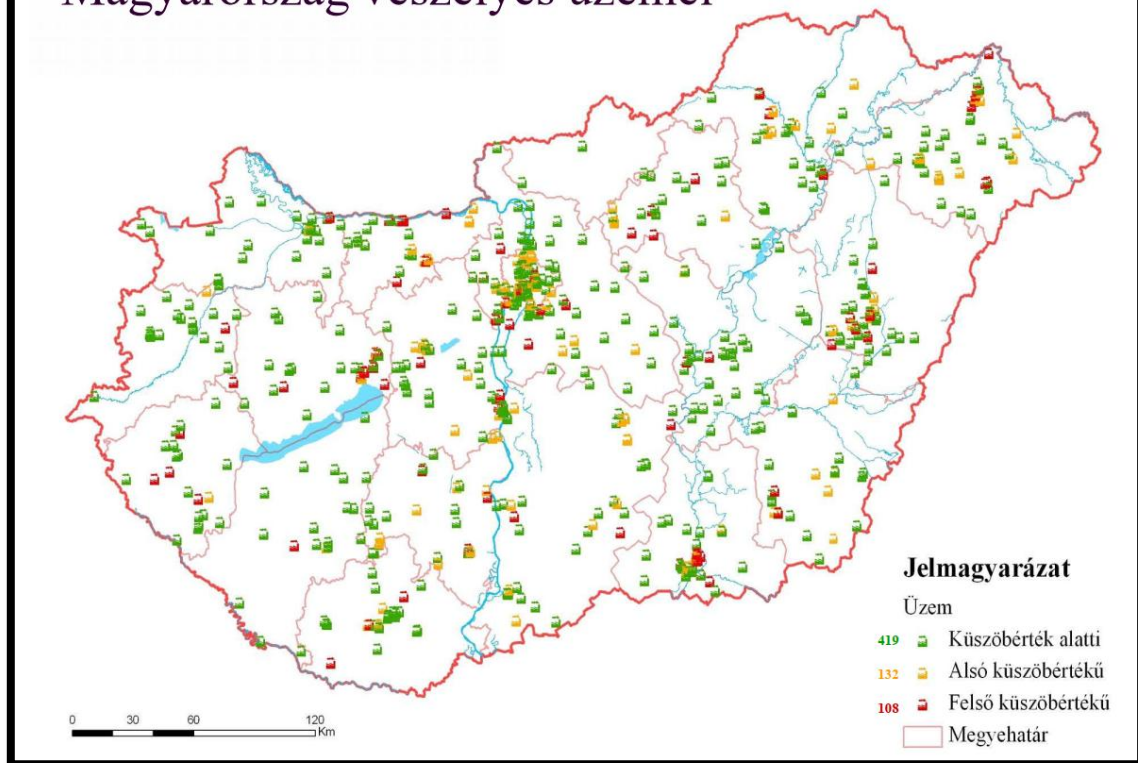 Magyarország veszélyes üzemei
Jelmagyarázat
Üzem
419 Küszöbérték alatti
132 Alsó küszöbértékű
108 Felső küszöbértékű
Megyehatár
0 30 60 120
Km